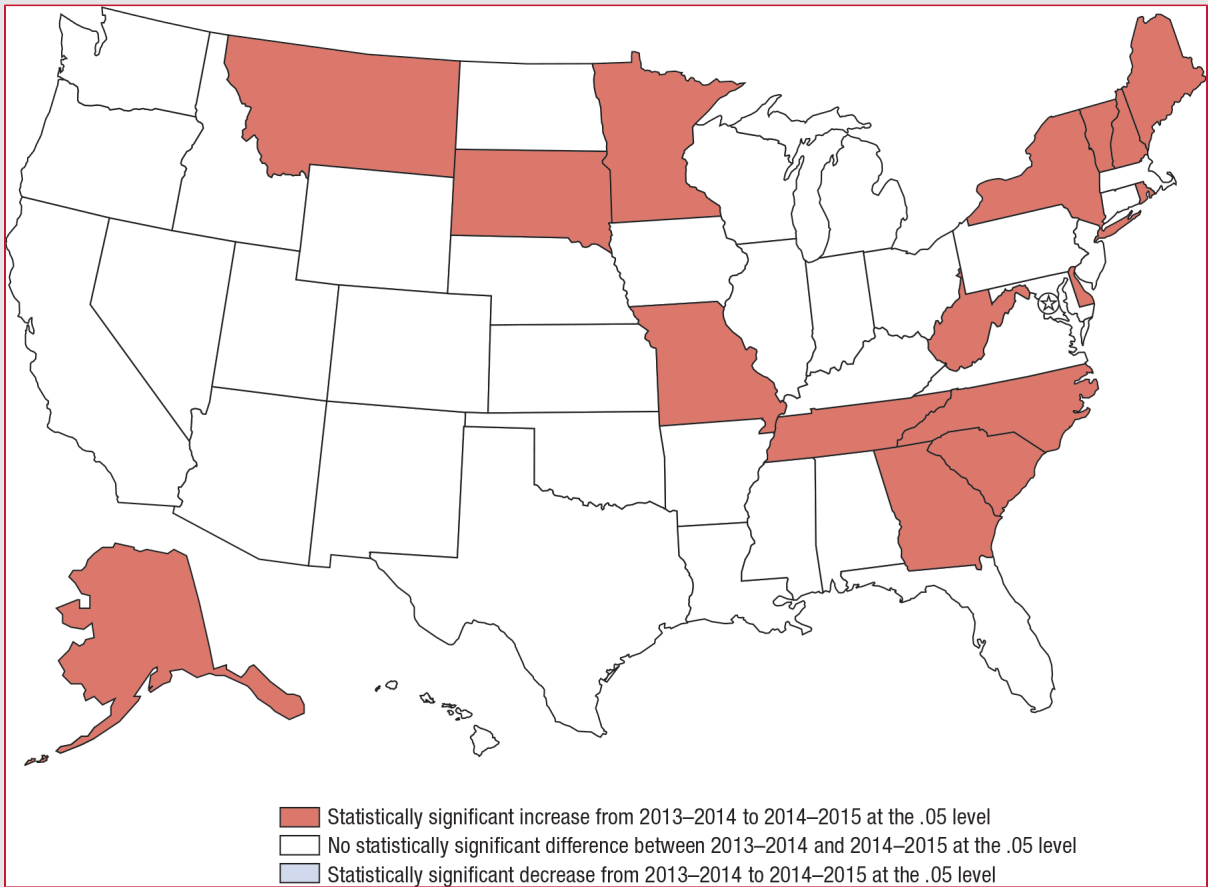 Statistically significant increase from 2013–2014 to 2014–2015 at the .05 level
No statistically significant difference between 2013–2014 and 2014–2015 at the .05 level
Statistically significant decrease from 2013–2014 to 2014–2015 at the .05 level